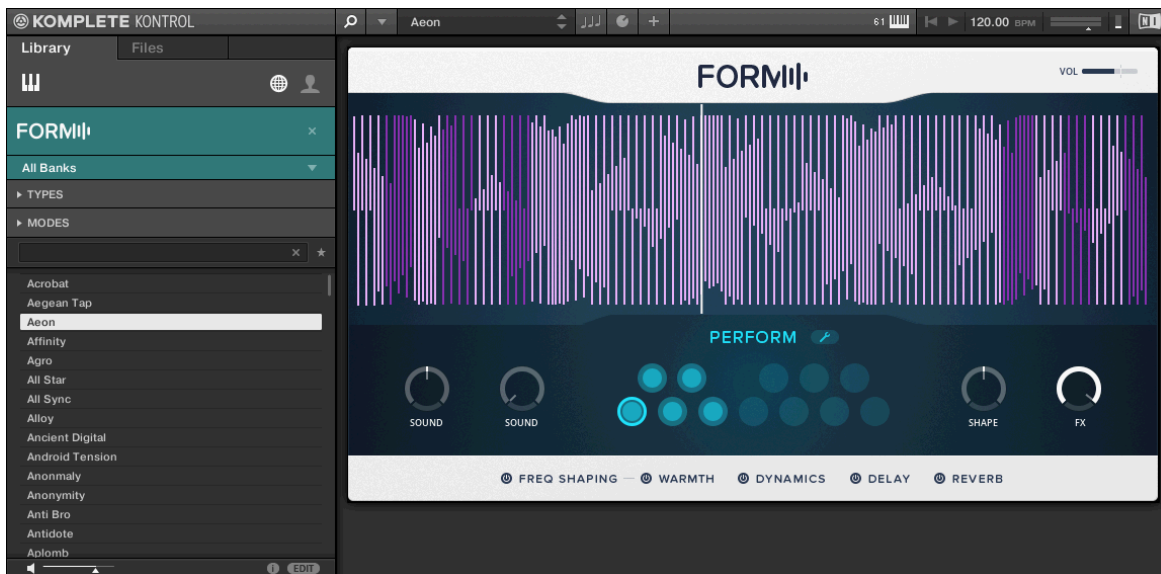 KOMPLETE KONTROL
Aeon
61
120.00 BPM
Library
Files
FORM
All Banks
TYPES
MODES
Acrobat
Aegean Tap
Aeon
Affinity
Agro
All Star
All Sync
Alloy
Ancient Digital
Android Tension
Anonmaly
Anonymity
Anti Bro
Antidote
Aplomb
EDIT
FORM
VOL
PERFORM
SOUND
SOUND
SHAPE
FX
FREQ SHAPING
WARMTH
DYNAMICS
DELAY
REVERB